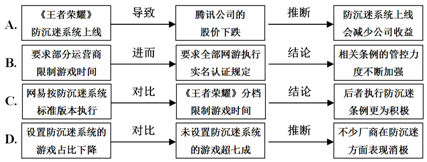 A. 《王者荣耀》防沉迷系统上线 导致 腾讯公司的股价下跌 推断 防沉迷系统上线会减少公司收益
B. 要求部分运营商限制游戏时间 进而 要求全部网游执行实名认证规定 结论 相关条例的管控力度不断加强
C. 网易按防沉迷系统标准版本执行 对比 《王者荣耀》分档限制游戏时间 结论 后者执行防沉迷条例更为积极
D. 设置防沉迷系统的游戏占比下降 对比 未设置防沉迷系统的游戏超七成 推断 不少厂商在防沉迷方面表现消极